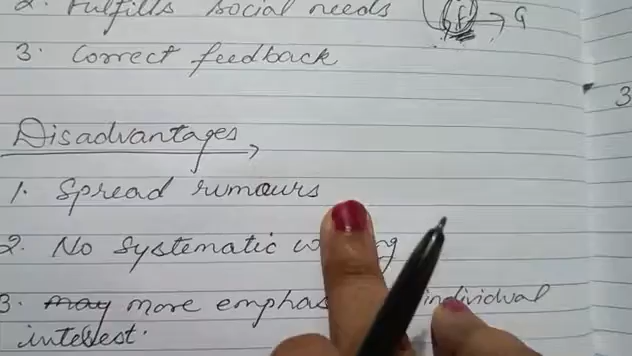 2. Fulfills social needs
G
3. Correct feedback
3
Disadvantages
1. Spread rumours
2. No Systematic
3. may more individual
interest.